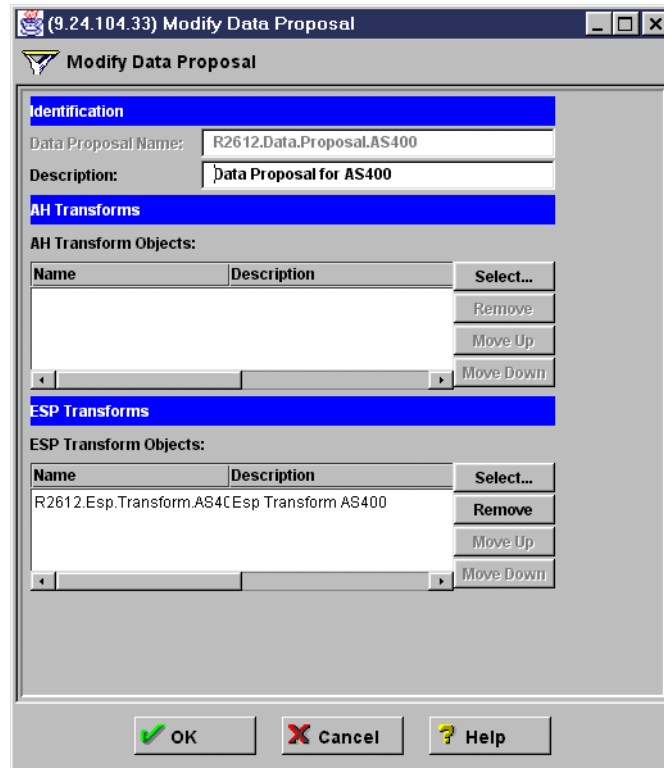 (9.24.104.33) Modify Data Proposal
Modify Data Proposal
Identification
Data Proposal Name: R2612.Data.Proposal.AS400
Description: Data Proposal for AS400
AH Transforms
AH Transform Objects:
Name Description Select...
Remove
Move Up
Move Down
ESP Transforms
ESP Transform Objects:
Name Description Select...
R2612.Esp.Transform.AS4 Esp Transform AS400 Remove
Move Up
Move Down
OK Cancel Help